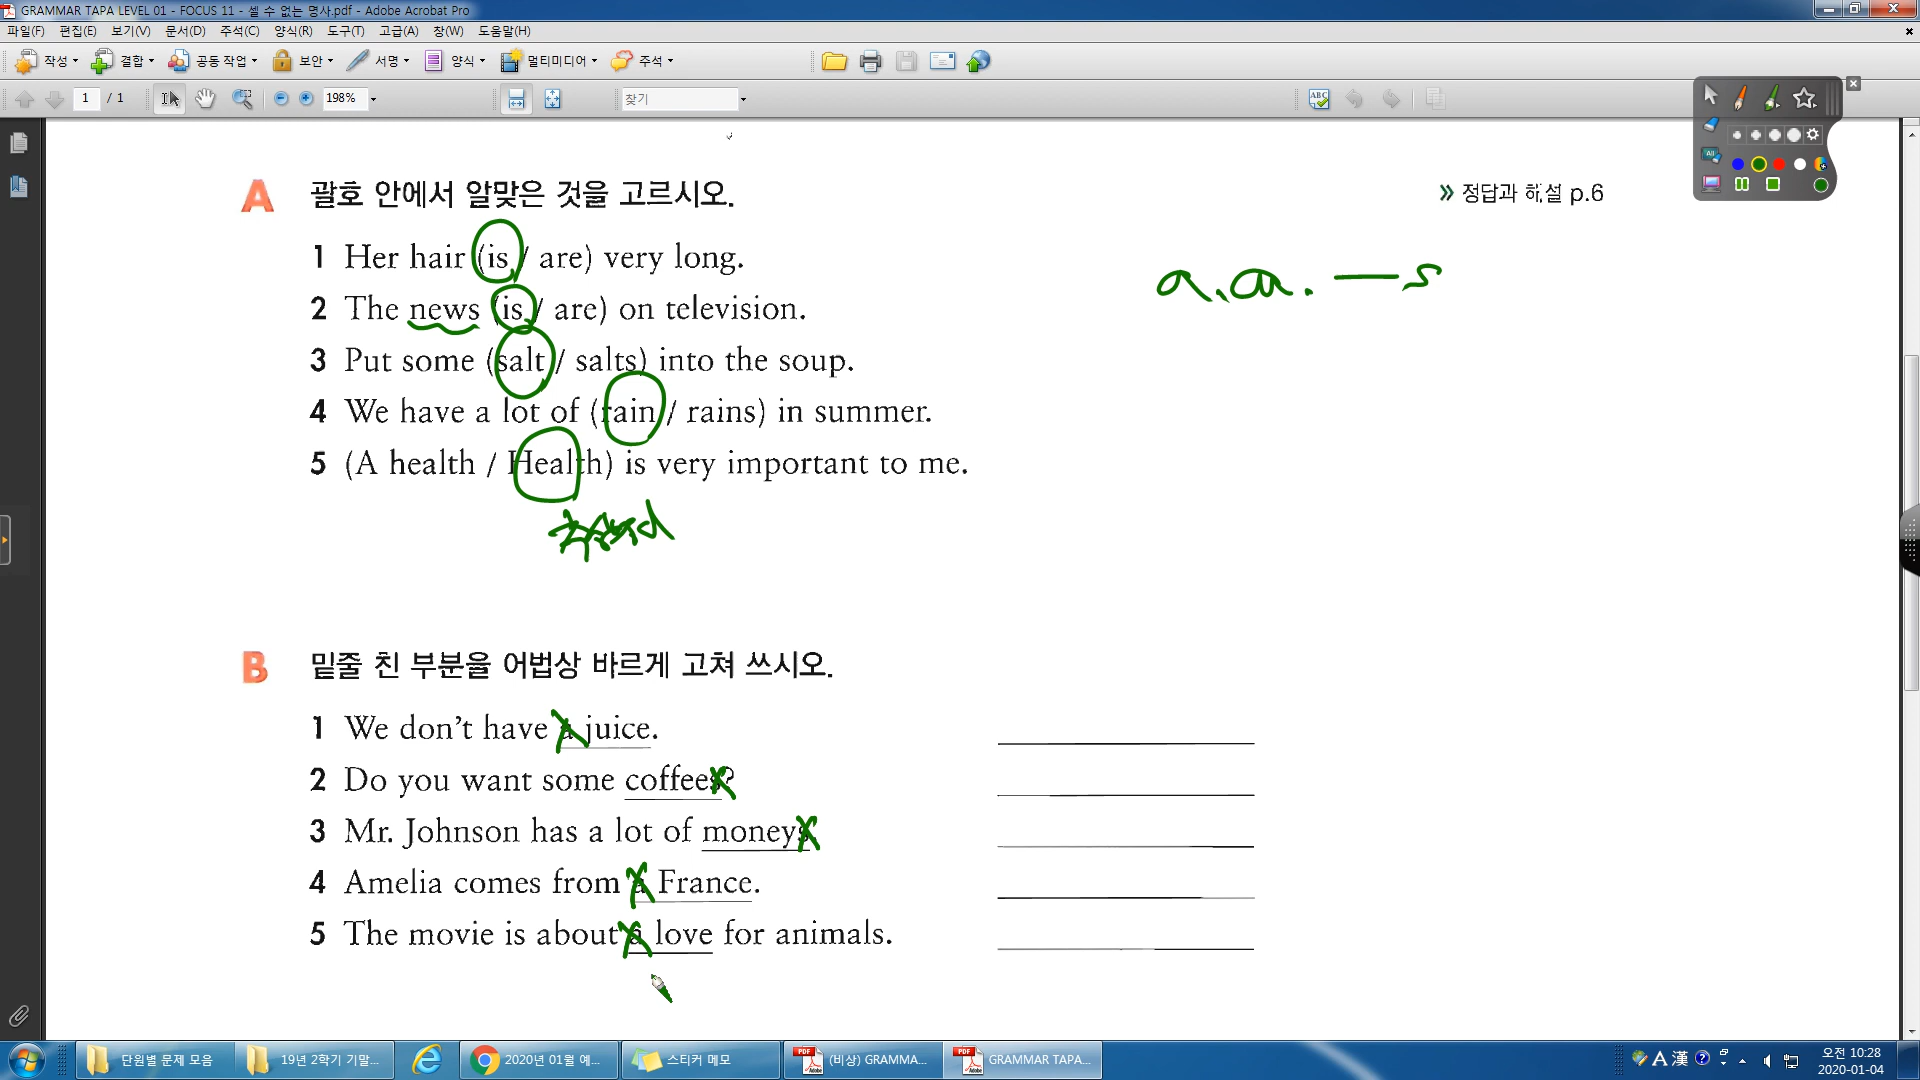 GRAMMAR TAPA LEVEL 01 - FOCUS 11 - 셀 수 없는 명사.pdf - Adobe Acrobat Pro
파일(F) 편집(E) 보기(V) 문서(D) 주석(C) 양식(R) 도구(T) 고급(A) 창(W) 도움말(H)
작성 결합 공동 작업 보안 서명 양식 멀티미디어 주석
1 / 1 198% 찾기
A 괄호 안에서 알맞은 것을 고르시오.
» 정답과 해설 p.6
1 Her hair (is / are) very long.
a. an. —s
2 The news (is / are) on television.
3 Put some (salt / salts) into the soup.
4 We have a lot of (rain / rains) in summer.
5 (A health / Health) is very important to me.
B 밑줄 친 부분을 어법상 바르게 고쳐 쓰시오.
1 We don't have a juice.
2 Do you want some coffees?
3 Mr. Johnson has a lot of moneys.
4 Amelia comes from a France.
5 The movie is about a love for animals.
단원별 문제 모음 19년 2학기 기말... 2020년 01월 예... 스티커 메모 (비상) GRAMMA... GRAMMAR TAPA... A 漢 오전 10:28
2020-01-04